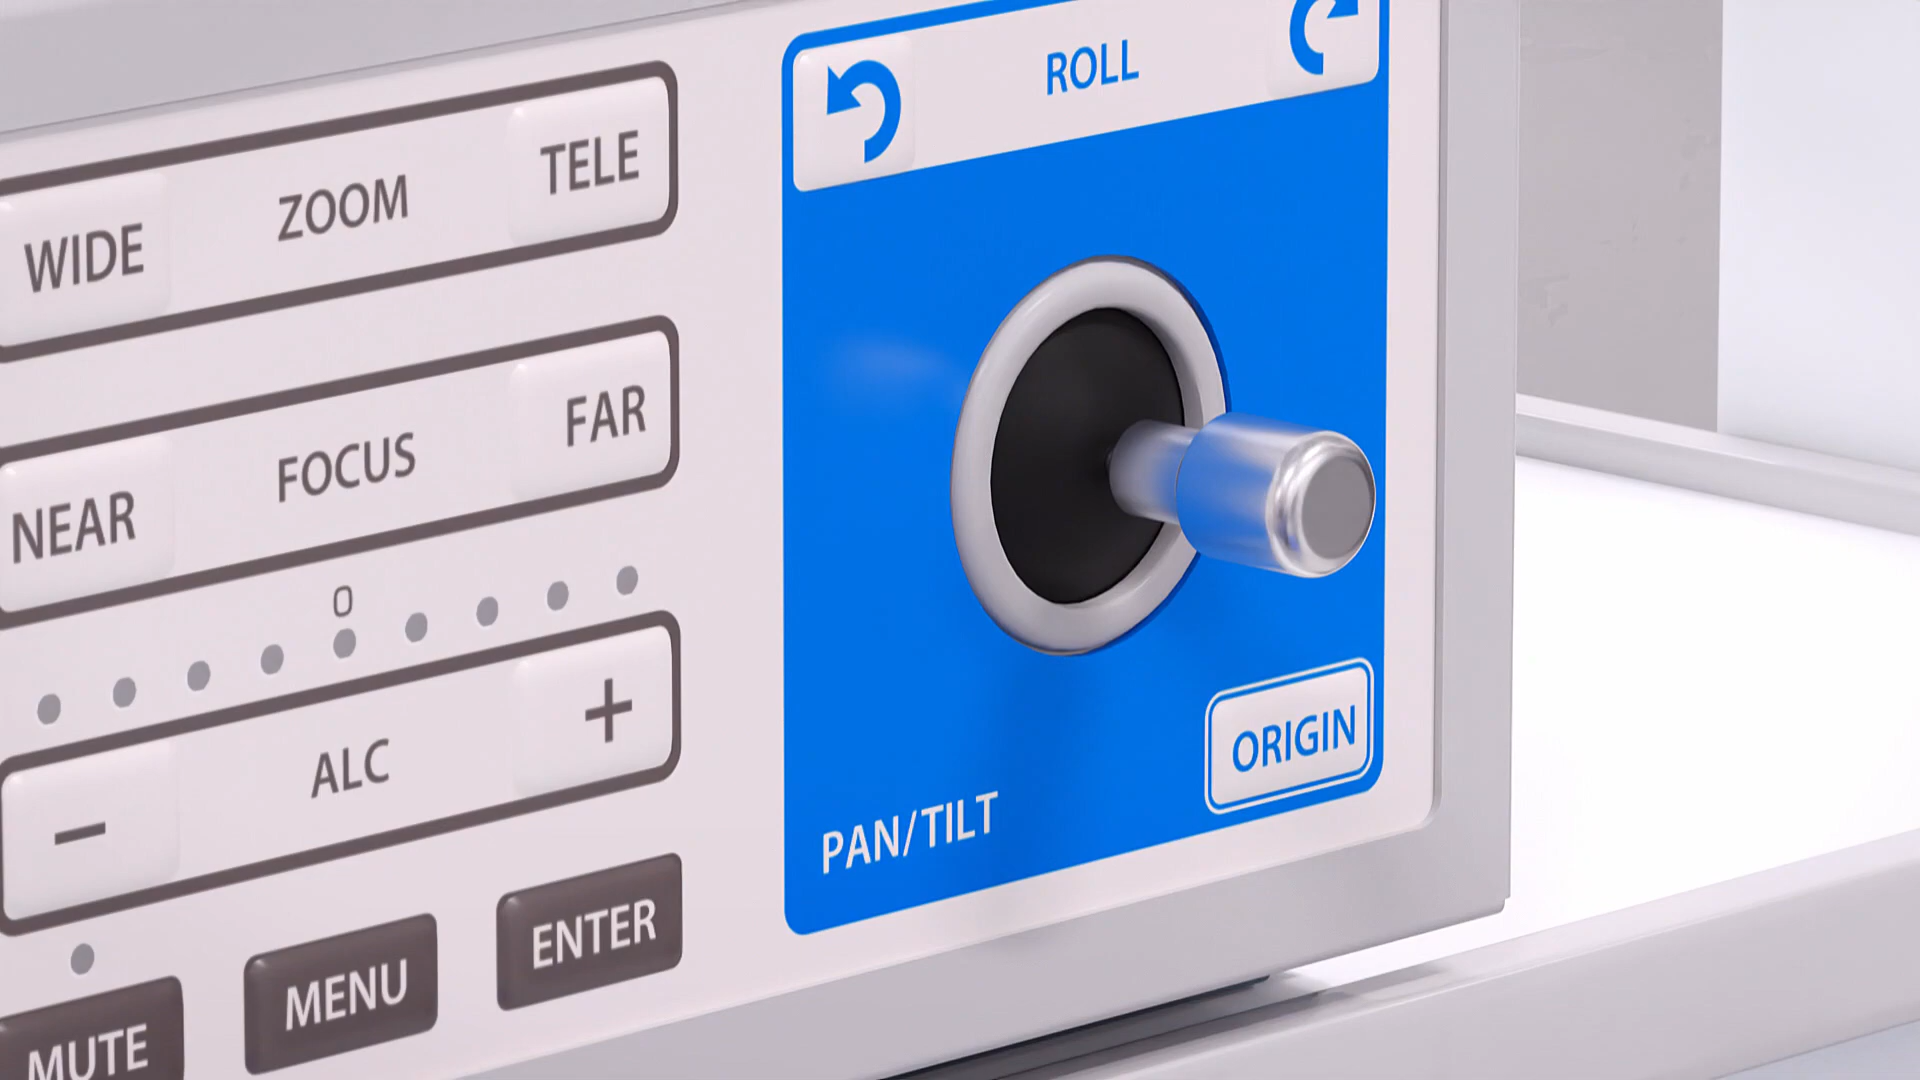 WIDE ZOOM TELE
NEAR FOCUS FAR
0
- ALC +
MUTE MENU ENTER
ROLL
PAN/TILT
ORIGIN